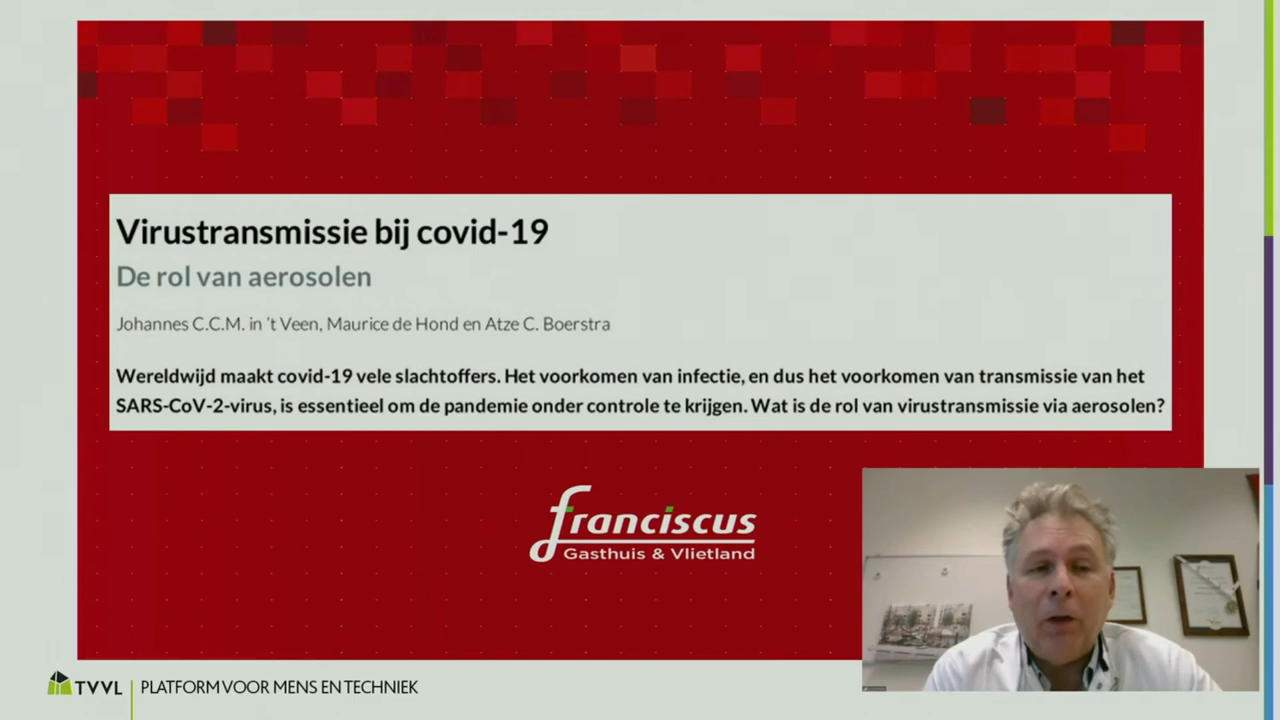 Virustransmissie bij covid-19
De rol van aerosolen
Johannes C.C.M. in 't Veen, Maurice de Hond en Atze C. Boerstra
Wereldwijd maakt covid-19 vele slachtoffers. Het voorkomen van infectie, en dus het voorkomen van transmissie van het
SARS-CoV-2-virus, is essentieel om de pandemie onder controle te krijgen. Wat is de rol van virustransmissie via aerosolen?
franciscus
Gasthuis & Vlietland
TVVL PLATFORM VOOR MENS EN TECHNIEK